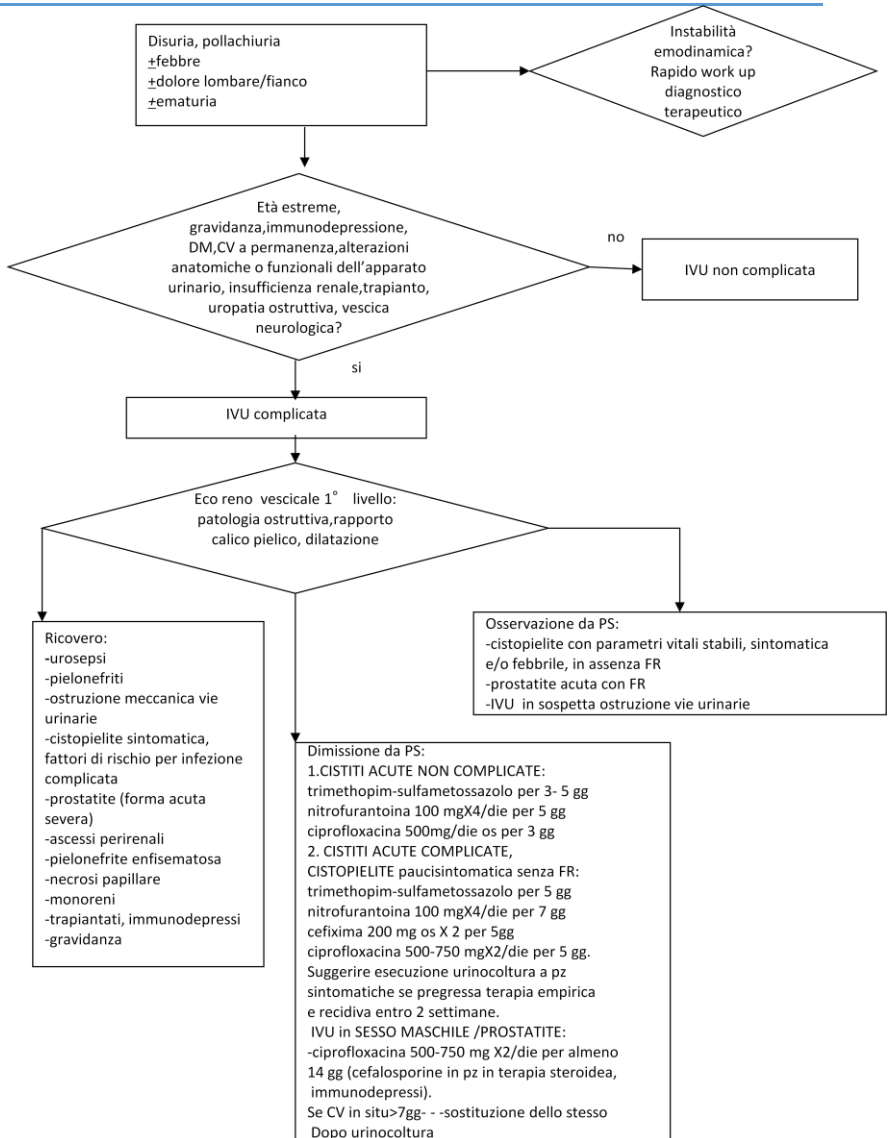 Disuria, pollachiuria
+febbre
+dolore lombare/fianco
+ematuria
Instabilità
emodinamica?
Rapido work up
diagnostico
terapeutico
Età estreme,
gravidanza,immunodepressione,
DM,CV a permanenza,alterazioni
anatomiche o funzionali dell'apparato
urinario, insufficienza renale,trapianto,
uropatia ostruttiva, vescica
neurologica?
no
IVU non complicata
si
IVU complicata
Eco reno vescicale 1° livello:
patologia ostruttiva,rapporto
calico pielico, dilatazione
Ricovero:
-urosepsi
-pielonefriti
-ostruzione meccanica vie
urinarie
-cistopielite sintomatica,
fattori di rischio per infezione
complicata
-prostatite (forma acuta
severa)
-ascessi perirenali
-pielonefrite enfisematosa
-necrosi papillare
-monoreni
-trapiantati, immunodepressi
-gravidanza
Osservazione da PS:
-cistopielite con parametri vitali stabili, sintomatica
e/o febbrile, in assenza FR
-prostatite acuta con FR
-IVU in sospetta ostruzione vie urinarie
Dimissione da PS:
1.CISTITI ACUTE NON COMPLICATE:
trimethopim-sulfametossazolo per 3- 5 gg
nitrofurantoina 100 mgX4/die per 5 gg
ciprofloxacina 500mg/die os per 3 gg
2. CISTITI ACUTE COMPLICATE,
CISTOPIELITE paucisintomatica senza FR:
trimethopim-sulfametossazolo per 5 gg
nitrofurantoina 100 mgX4/die per 7 gg
cefixima 200 mg os X 2 per 5gg
ciprofloxacina 500-750 mgX2/die per 5 gg.
Suggerire esecuzione urinocoltura a pz
sintomatiche se pregressa terapia empirica
e recidiva entro 2 settimane.
IVU in SESSO MASCHILE /PROSTATITE:
-ciprofloxacina 500-750 mg X2/die per almeno
14 gg (cefalosporine in pz in terapia steroidea,
immunodepressi).
Se CV in situ>7gg- - -sostituzione dello stesso
Dopo urinocoltura